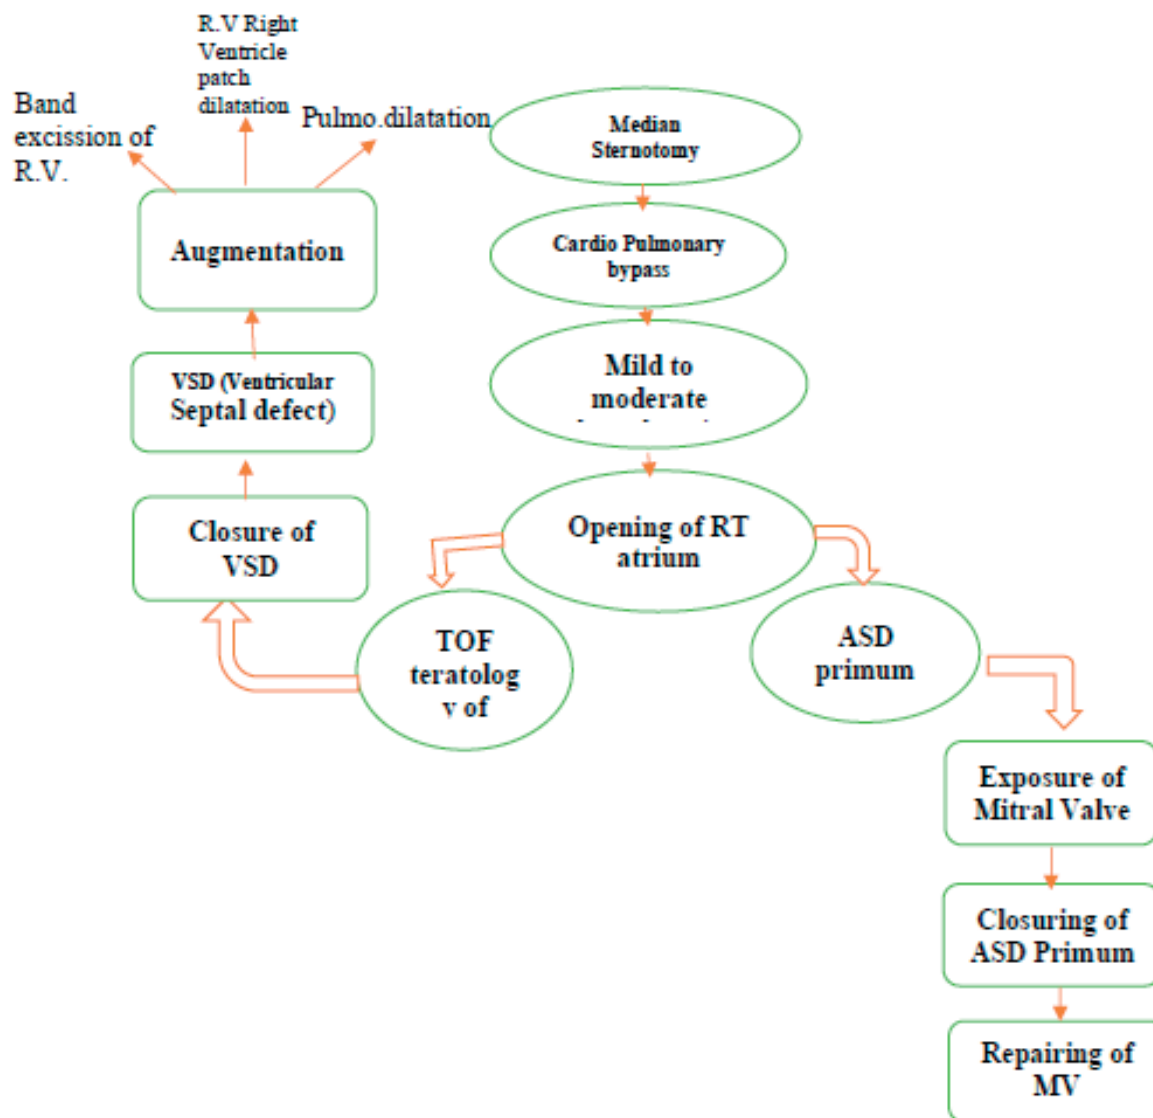 R.V Right
Ventricle
patch
dilatation
Band
excission of
R.V.
Pulmo.dilatation
Augmentation
VSD (Ventricular
Septal defect)
Closure of
VSD
Median
Sternotomy
Cardio Pulmonary
bypass
Mild to
moderate
Opening of RT
atrium
TOF
teratolog
y of
ASD
primum
Exposure of
Mitral Valve
Closuring of
ASD Primum
Repairing of
MV